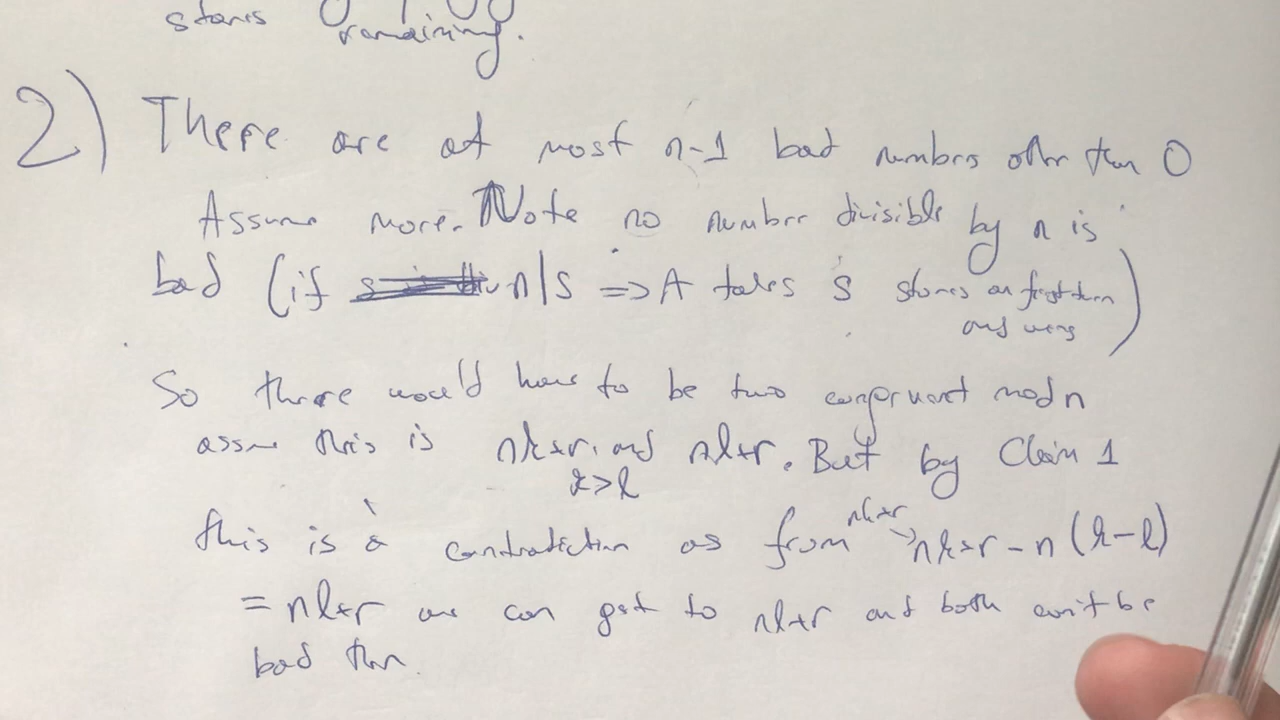 stones remaining.
2) There are at most n-1 bad numbers other than 0
Assume more. Note no number divisible by n is
bad (if n|S => A takes S stones on first turn
and wins)
So there would have to be two congruent mod n
assume this is nk+r, and nl+r. But by Claim 1
k>l
this is a contradiction as from nk+r → nk+r - n(k-l)
= nl+r we can get to nl+r and both can't be
bad then.